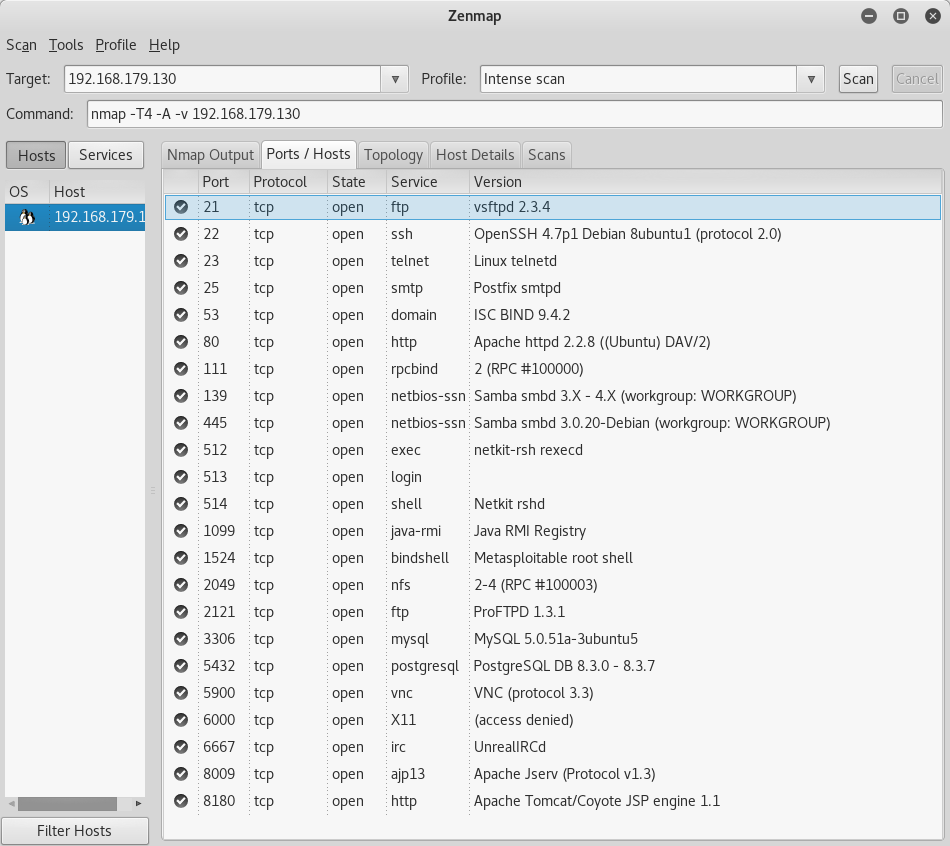 Zenmap
Scan Tools Profile Help
Target: 192.168.179.130 Profile: Intense scan Scan Cancel
Command: nmap -T4 -A -v 192.168.179.130
Hosts Services Nmap Output Ports / Hosts Topology Host Details Scans
OS Host
192.168.179.1
Port Protocol State Service Version
21 tcp open ftp vsftpd 2.3.4
22 tcp open ssh OpenSSH 4.7p1 Debian 8ubuntu1 (protocol 2.0)
23 tcp open telnet Linux telnetd
25 tcp open smtp Postfix smtpd
53 tcp open domain ISC BIND 9.4.2
80 tcp open http Apache httpd 2.2.8 ((Ubuntu) DAV/2)
111 tcp open rpcbind 2 (RPC #100000)
139 tcp open netbios-ssn Samba smbd 3.X - 4.X (workgroup: WORKGROUP)
445 tcp open netbios-ssn Samba smbd 3.0.20-Debian (workgroup: WORKGROUP)
512 tcp open exec netkit-rsh rexecd
513 tcp open login
514 tcp open shell Netkit rshd
1099 tcp open java-rmi Java RMI Registry
1524 tcp open bindshell Metasploitable root shell
2049 tcp open nfs 2-4 (RPC #100003)
2121 tcp open ftp ProFTPD 1.3.1
3306 tcp open mysql MySQL 5.0.51a-3ubuntu5
5432 tcp open postgresql PostgreSQL DB 8.3.0 - 8.3.7
5900 tcp open vnc VNC (protocol 3.3)
6000 tcp open X11 (access denied)
6667 tcp open irc UnrealIRCd
8009 tcp open ajp13 Apache Jserv (Protocol v1.3)
8180 tcp open http Apache Tomcat/Coyote JSP engine 1.1
Filter Hosts